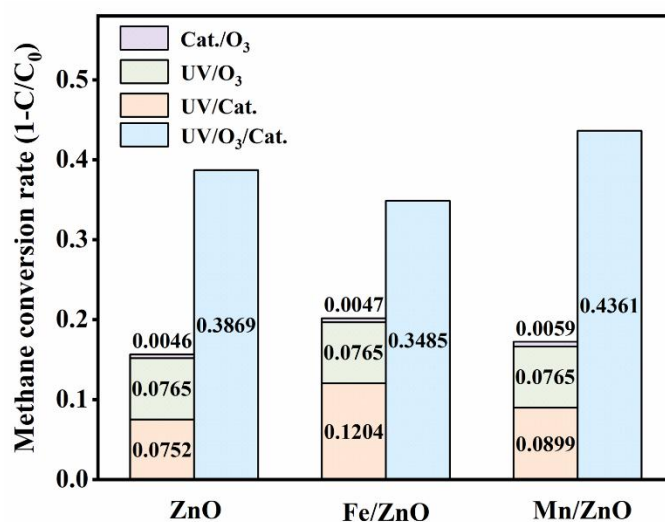 Methane conversion rate (1-C/C₀)
0.5
0.4
0.3
0.2
0.1
0.0
Cat./O₃
UV/O₃
UV/Cat.
UV/O₃/Cat.
0.0046
0.0765
0.0752
0.3869
0.0047
0.0765
0.1204
0.3485
0.0059
0.0765
0.0899
0.4361
ZnO
Fe/ZnO
Mn/ZnO